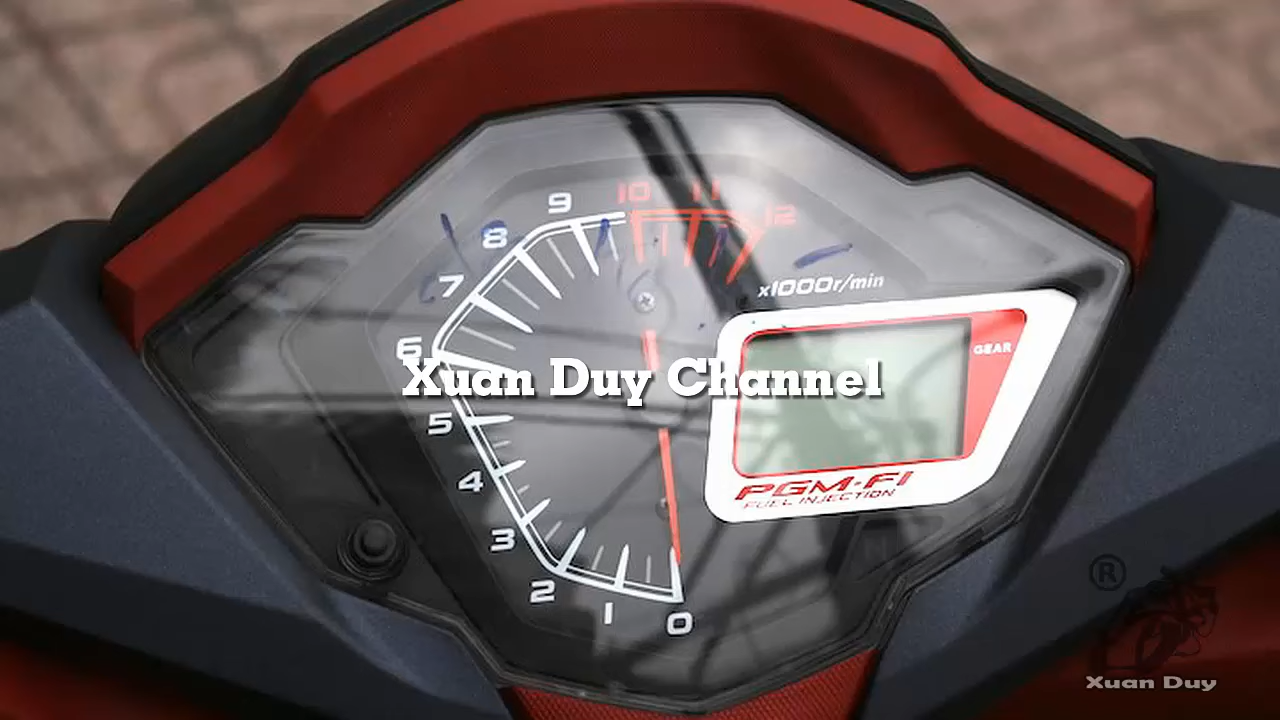 9 10 11 12
8
7
x1000r/min
6
GEAR
Xuan Duy Channel
5
4
PGM-FI
FUEL INJECTION
3
2
1
0
®
Xuan Duy